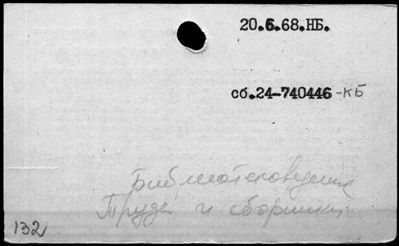 20.6.68.НБ.
сб.24-740446-КБ
Библиотековедение
Труды и сборники
132